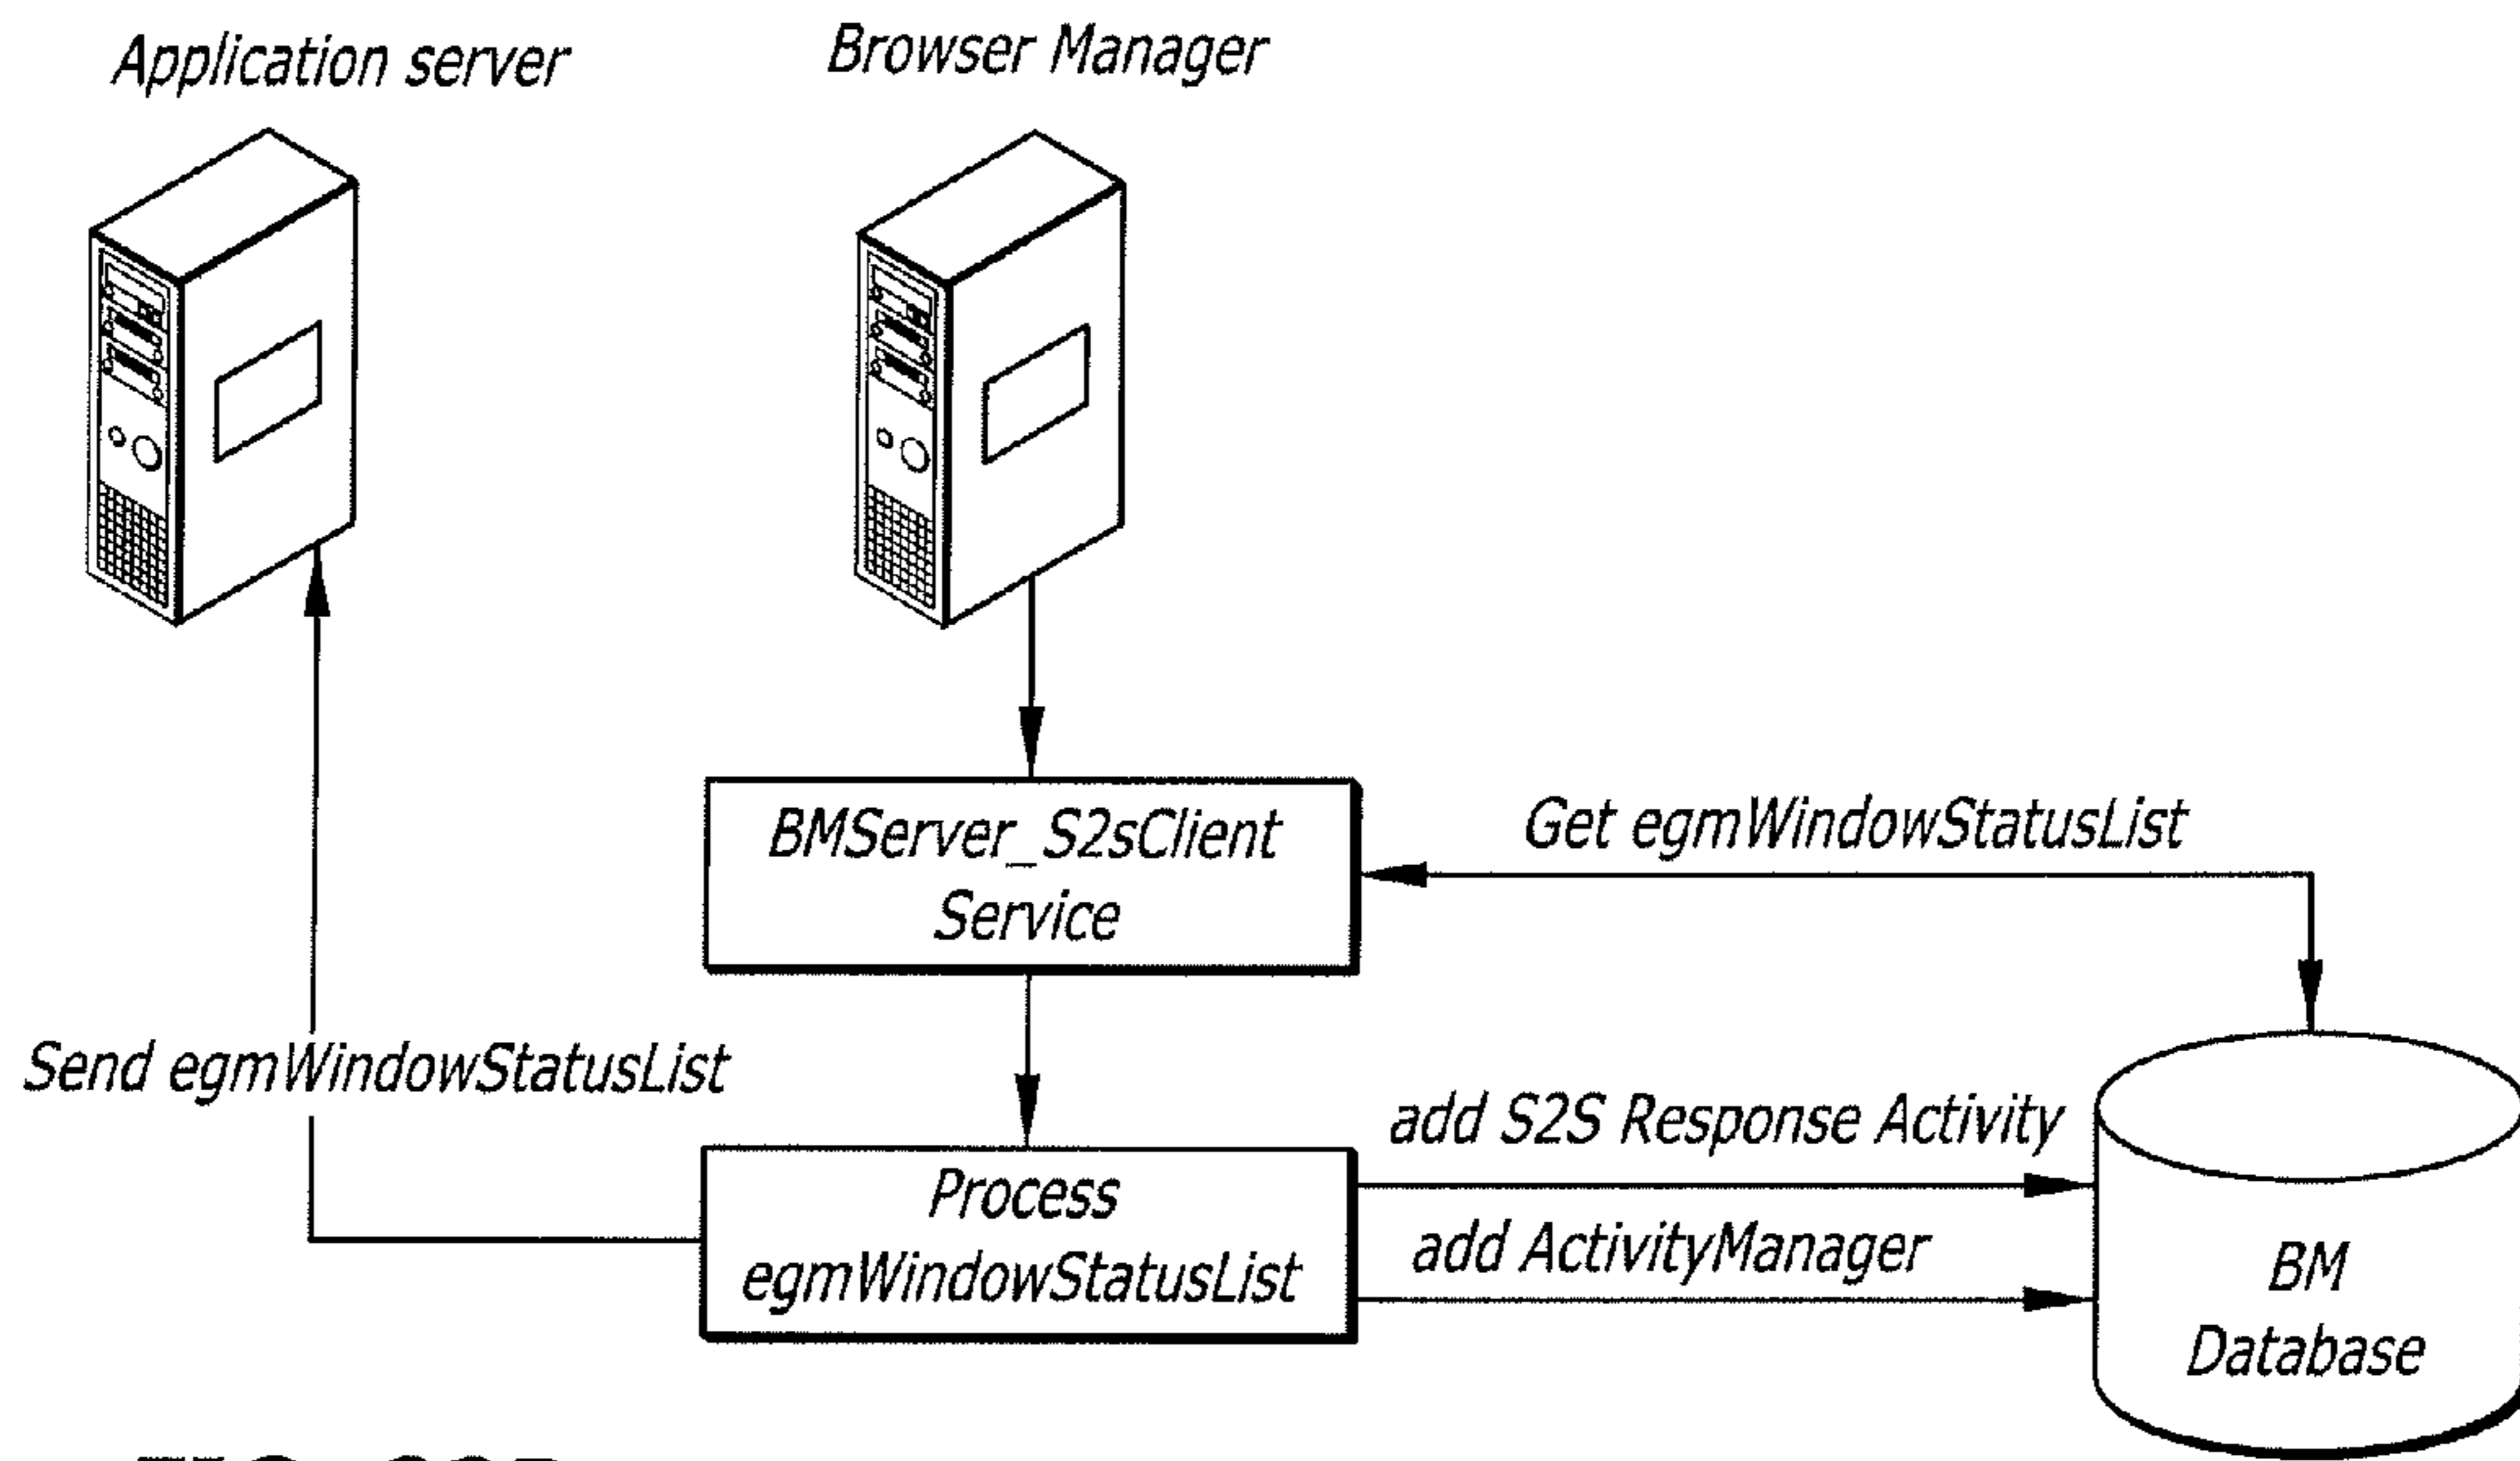 Application server
Browser Manager
BMServer_S2sClient
Service
Get egmWindowStatusList
Send egmWindowStatusList
add S2S Response Activity
Process
egmWindowStatusList
add ActivityManager
BM
Database